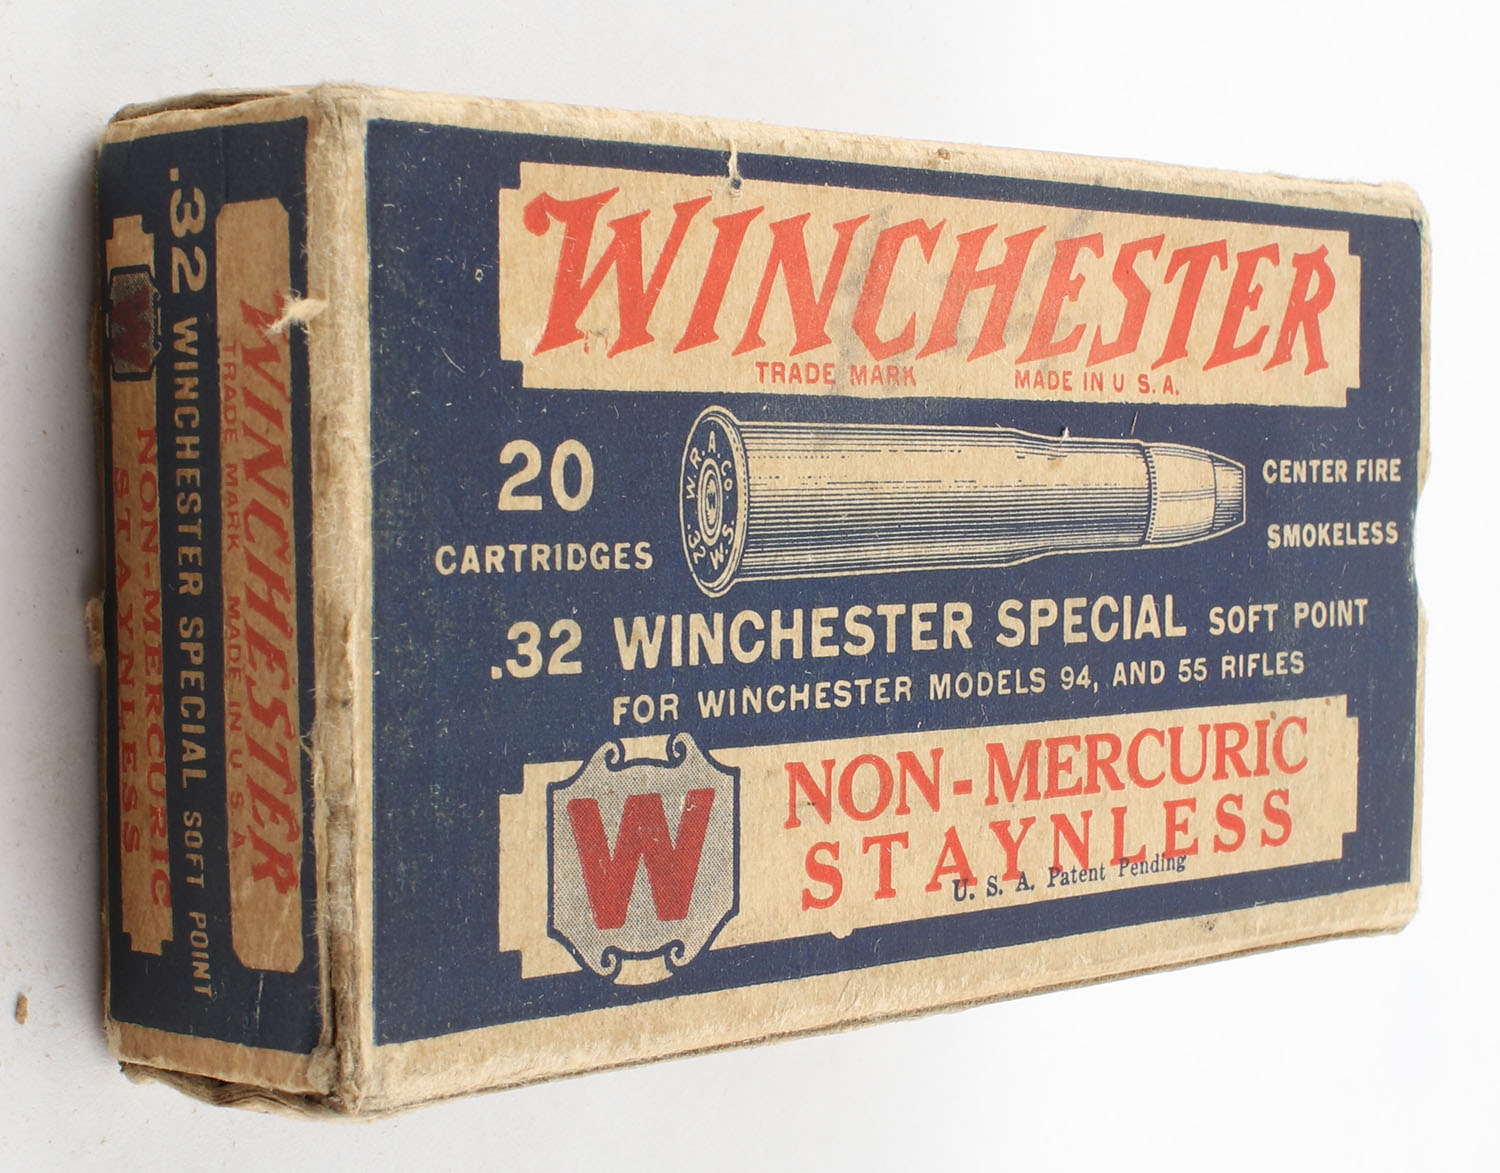 WINCHESTER
TRADE MARK MADE IN U S. A.
20
CARTRIDGES
W.R.A Co.
32 W.S.
CENTER FIRE
SMOKELESS
.32 WINCHESTER SPECIAL SOFT POINT
FOR WINCHESTER MODELS 94, AND 55 RIFLES
W
NON-MERCURIC
STAYNLESS
U. S. A. Patent Pending
WINCHESTER
TRADE MARK MADE IN U S A
.32 WINCHESTER SPECIAL SOFT POINT
W
NON-MERCURIC
STAYNLESS